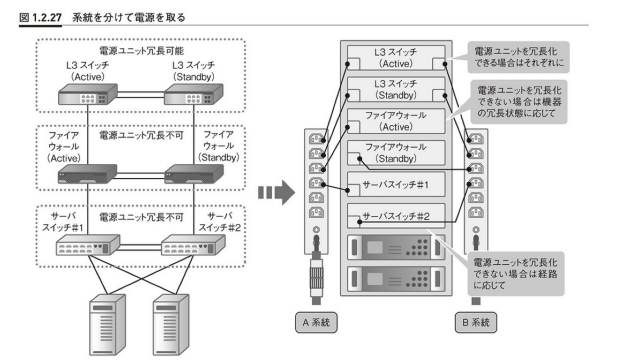 図 1.2.27 系統を分けて電源を取る
電源ユニット冗長可能
L3 スイッチ
(Active)
L3 スイッチ
(Standby)
電源ユニット冗長不可
ファイア
ウォール
(Active)
ファイア
ウォール
(Standby)
電源ユニット冗長不可
サーバ
スイッチ#1
サーバ
スイッチ#2
L3 スイッチ
(Active)
L3 スイッチ
(Standby)
ファイアウォール
(Active)
ファイアウォール
(Standby)
サーバスイッチ#1
サーバスイッチ#2
電源ユニットを冗長化
できる場合はそれぞれに
電源ユニットを冗長化
できない場合は機器
の冗長状態に応じて
電源ユニットを冗長化
できない場合は経路
に応じて
A 系統
B 系統